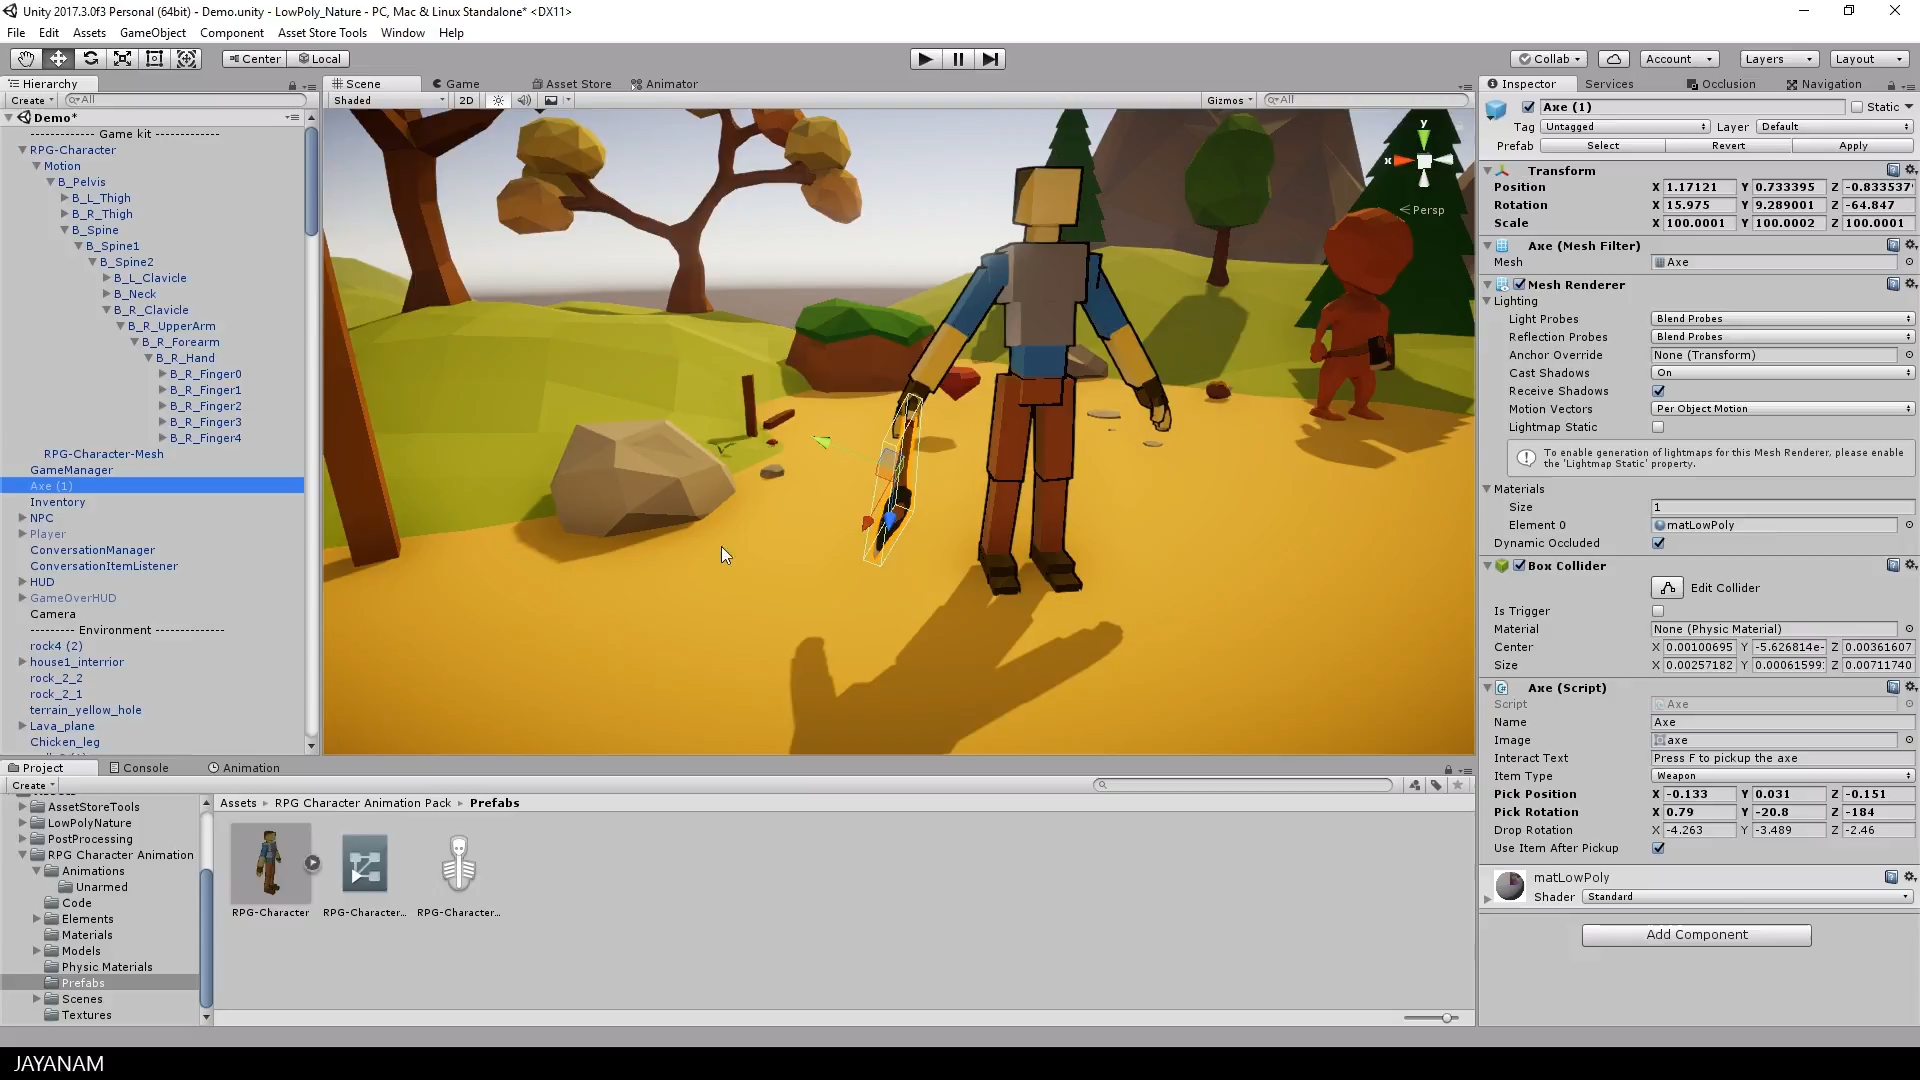 Unity 2017.3.0f3 Personal (64bit) - Demo.unity - LowPoly_Nature - PC, Mac & Linux Standalone* <DX11>
File Edit Assets GameObject Component Asset Store Tools Window Help
Center Local Collab Account Layers Layout
Hierarchy
Create All
Demo*
------------- Game kit -------------
RPG-Character
Motion
B_Pelvis
B_L_Thigh
B_R_Thigh
B_Spine
B_Spine1
B_Spine2
B_L_Clavicle
B_Neck
B_R_Clavicle
B_R_UpperArm
B_R_Forearm
B_R_Hand
B_R_Finger0
B_R_Finger1
B_R_Finger2
B_R_Finger3
B_R_Finger4
RPG-Character-Mesh
GameManager
Axe (1)
Inventory
NPC
Player
ConversationManager
ConversationItemListener
HUD
GameOverHUD
Camera
--------- Environment --------------
rock4 (2)
house1_interrior
rock_2_2
rock_2_1
terrain_yellow_hole
Lava_plane
Chicken_leg
Scene Game Asset Store Animator
Shaded 2D Gizmos All
y
x
Persp
Inspector Services Occlusion Navigation
Axe (1) Static
Tag Untagged Layer Default
Prefab Select Revert Apply
Transform
Position X 1.17121 Y 0.733395 Z -0.833537
Rotation X 15.975 Y 9.289001 Z -64.847
Scale X 100.0001 Y 100.0002 Z 100.0001
Axe (Mesh Filter)
Mesh Axe
Mesh Renderer
Lighting
Light Probes Blend Probes
Reflection Probes Blend Probes
Anchor Override None (Transform)
Cast Shadows On
Receive Shadows
Motion Vectors Per Object Motion
Lightmap Static
To enable generation of lightmaps for this Mesh Renderer, please enable
the 'Lightmap Static' property.
Materials
Size 1
Element 0 matLowPoly
Dynamic Occluded
Box Collider
Edit Collider
Is Trigger
Material None (Physic Material)
Center X 0.00100695 Y -5.626814e- Z 0.00361607
Size X 0.00257182 Y 0.00061599 Z 0.00711740
Axe (Script)
Script Axe
Name Axe
Image axe
Interact Text Press F to pickup the axe
Item Type Weapon
Pick Position X -0.133 Y 0.031 Z -0.151
Pick Rotation X 0.79 Y -20.8 Z -184
Drop Rotation X -4.263 Y -3.489 Z -2.46
Use Item After Pickup
matLowPoly
Shader Standard
Add Component
Project Console Animation
Create
AssetStoreTools
LowPolyNature
PostProcessing
RPG Character Animation
Animations
Unarmed
Code
Elements
Materials
Models
Physic Materials
Prefabs
Scenes
Textures
Assets RPG Character Animation Pack Prefabs
RPG-Character RPG-Character... RPG-Character...
JAYANAM